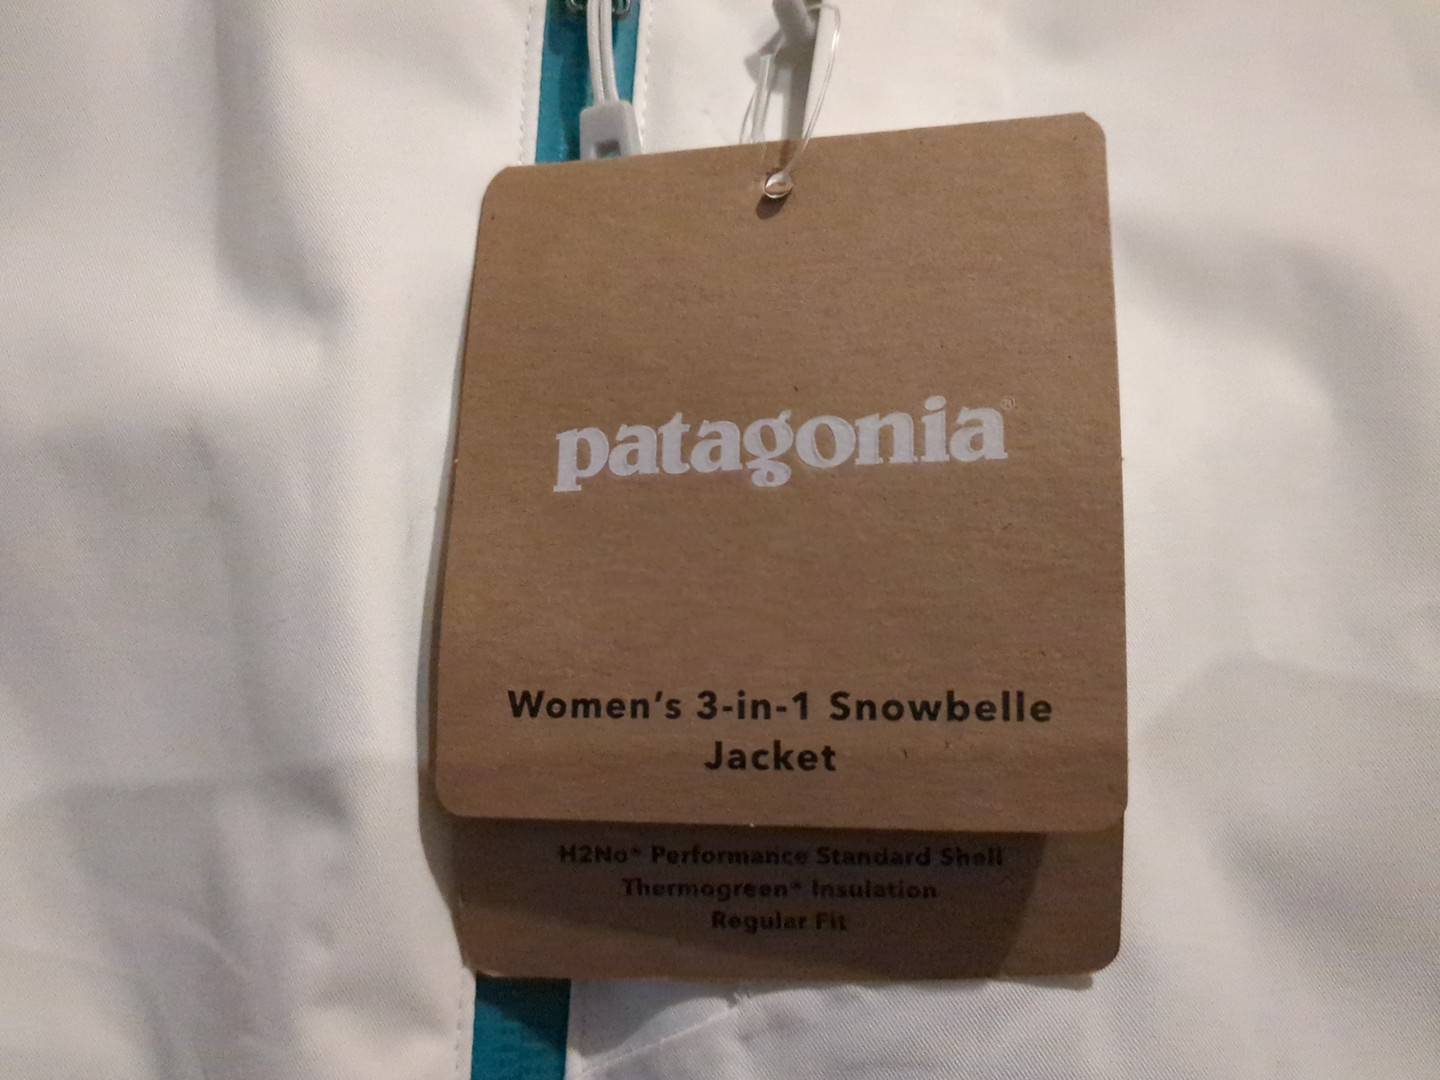 patagonia®
Women's 3-in-1 Snowbelle
Jacket
H2No® Performance Standard Shell
Thermogreen® Insulation
Regular Fit